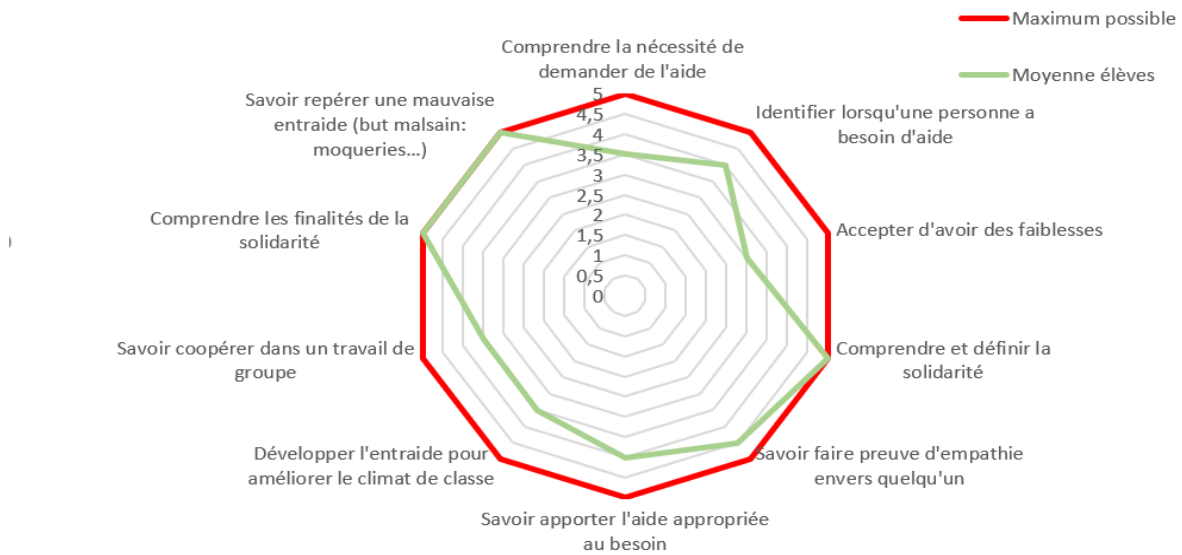 Maximum possible
Moyenne élèves
Comprendre la nécessité de
demander de l'aide
Identifier lorsqu'une personne a
besoin d'aide
Accepter d'avoir des faiblesses
Comprendre et définir la
solidarité
Savoir faire preuve d'empathie
envers quelqu'un
Savoir apporter l'aide appropriée
au besoin
Développer l'entraide pour
améliorer le climat de classe
Savoir coopérer dans un travail de
groupe
Comprendre les finalités de la
solidarité
Savoir repérer une mauvaise
entraide (but malsain:
moqueries...)
5
4,5
4
3,5
3
2,5
2
1,5
1
0,5
0